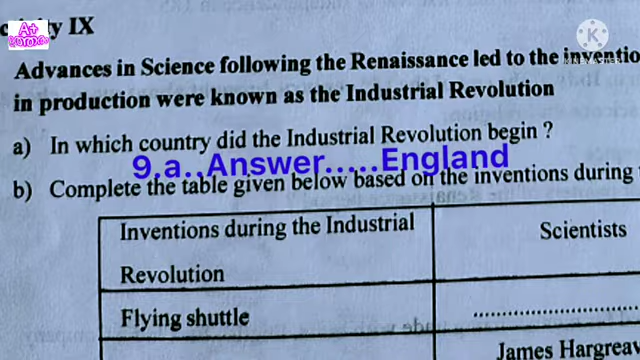 IX
A+
Advances in Science following the Renaissance led to the
in production were known as the Industrial Revolution
a) In which country did the Industrial Revolution begin ?
9.a..Answer.....England
b) Complete the table given below based on the inventions during
Inventions during the Industrial Scientists
Revolution
Flying shuttle ..............................
James